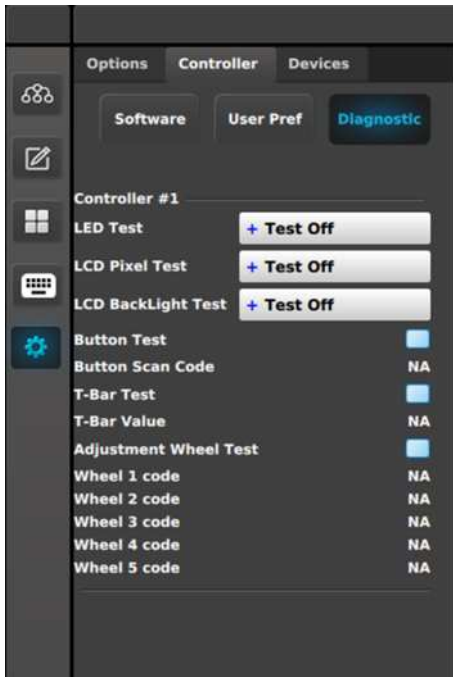 Options Controller Devices
Software User Pref Diagnostic
Controller #1
LED Test + Test Off
LCD Pixel Test + Test Off
LCD BackLight Test + Test Off
Button Test
Button Scan Code NA
T-Bar Test
T-Bar Value NA
Adjustment Wheel Test
Wheel 1 code NA
Wheel 2 code NA
Wheel 3 code NA
Wheel 4 code NA
Wheel 5 code NA